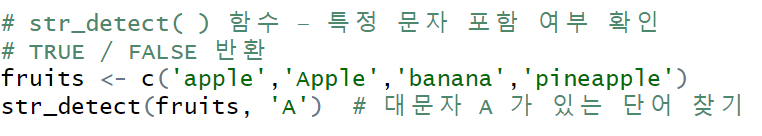 # str_detect( ) 함수 – 특정 문자 포함 여부 확인
# TRUE / FALSE 반환
fruits <- c('apple','Apple','banana','pineapple')
str_detect(fruits, 'A')  # 대문자 A 가 있는 단어 찾기